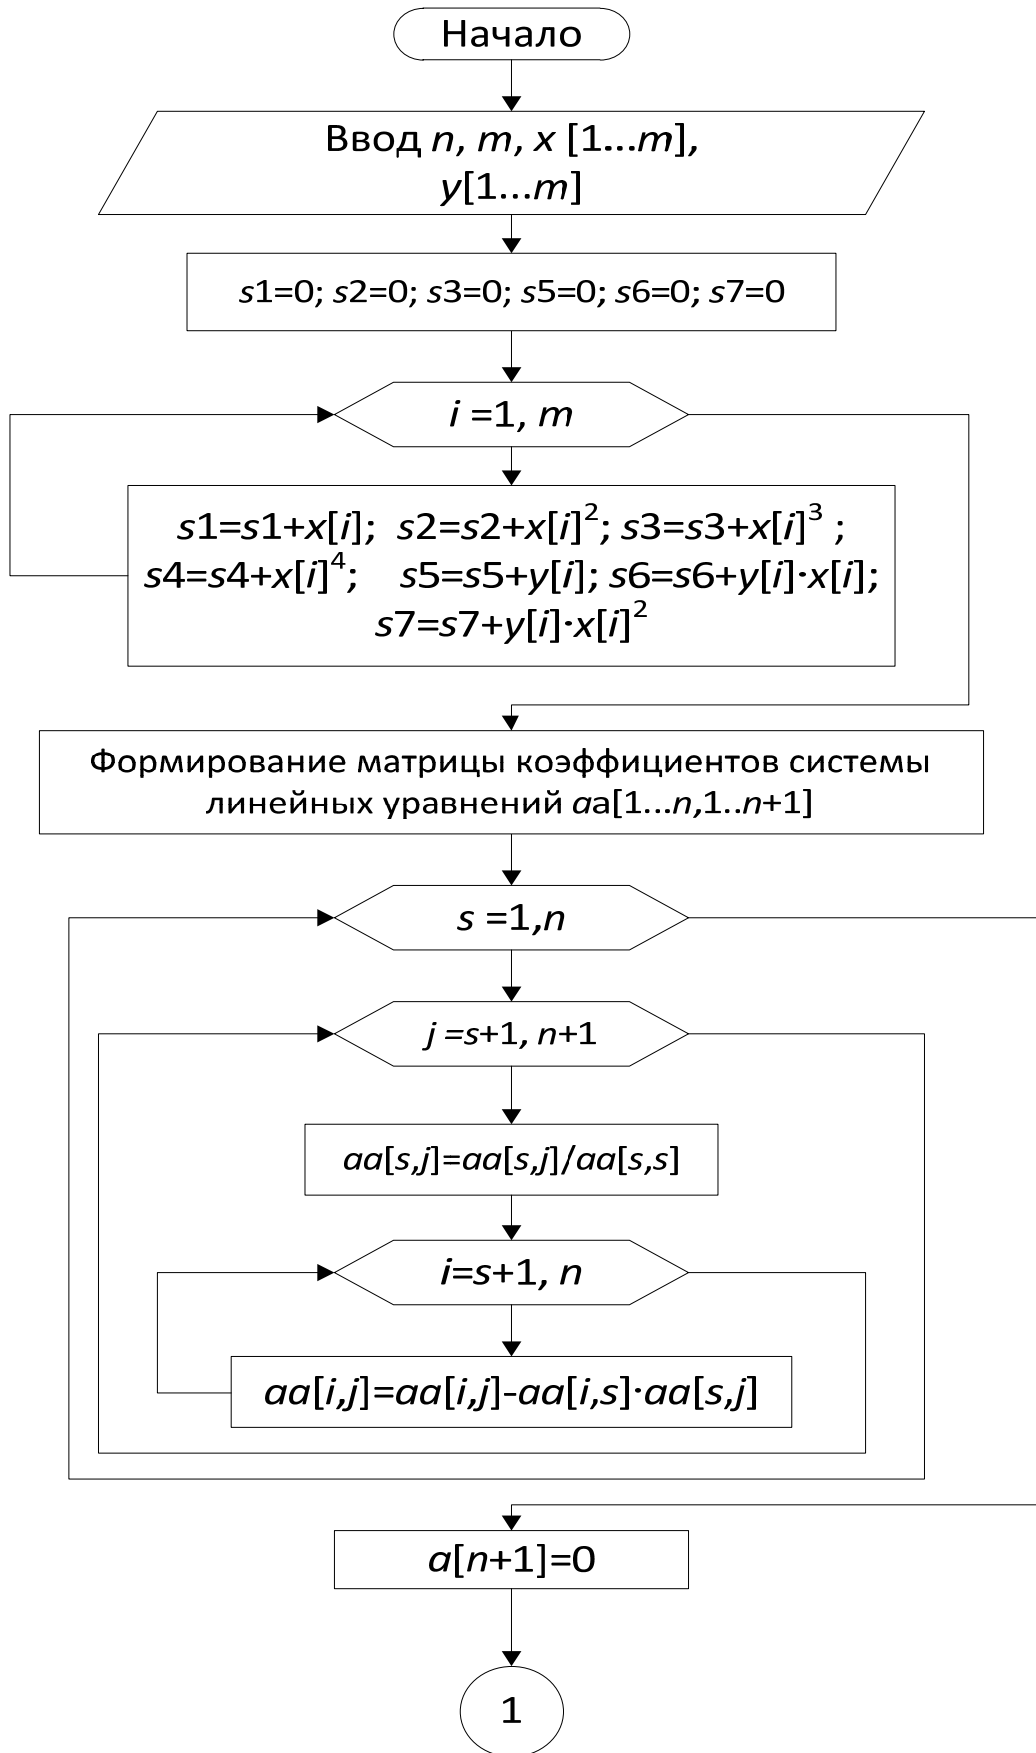 Начало
Ввод n, m, x [1...m],
y[1...m]
s1=0; s2=0; s3=0; s5=0; s6=0; s7=0
i =1, m
s1=s1+x[i]; s2=s2+x[i]²; s3=s3+x[i]³ ;
s4=s4+x[i]⁴; s5=s5+y[i]; s6=s6+y[i]·x[i];
s7=s7+y[i]·x[i]²
Формирование матрицы коэффициентов системы
линейных уравнений aa[1...n,1..n+1]
s =1,n
j =s+1, n+1
aa[s,j]=aa[s,j]/aa[s,s]
i=s+1, n
aa[i,j]=aa[i,j]-aa[i,s]·aa[s,j]
a[n+1]=0
1